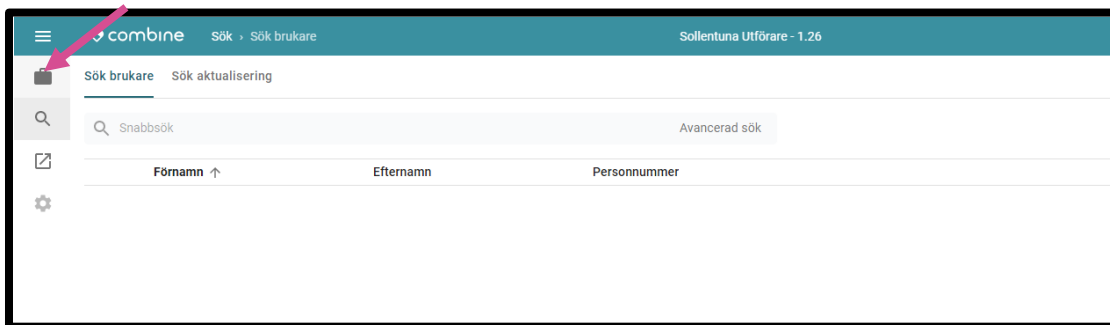 combine Sök › Sök brukare Sollentuna Utförare - 1.26
Sök brukare Sök aktualisering
Snabbsök Avancerad sök
Förnamn ↑ Efternamn Personnummer